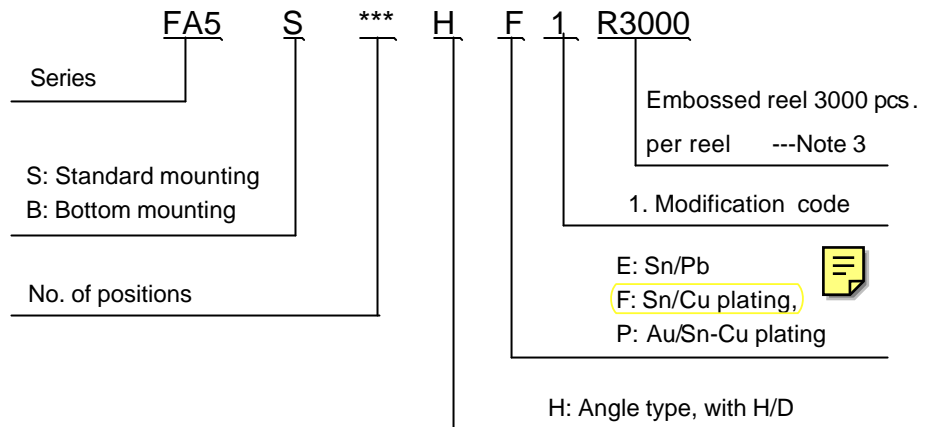 FA5 S *** H F 1 R3000
Series
Embossed reel 3000 pcs.
per reel ---Note 3
S: Standard mounting
B: Bottom mounting
1. Modification code
E: Sn/Pb
F: Sn/Cu plating,
P: Au/Sn-Cu plating
No. of positions
H: Angle type, with H/D